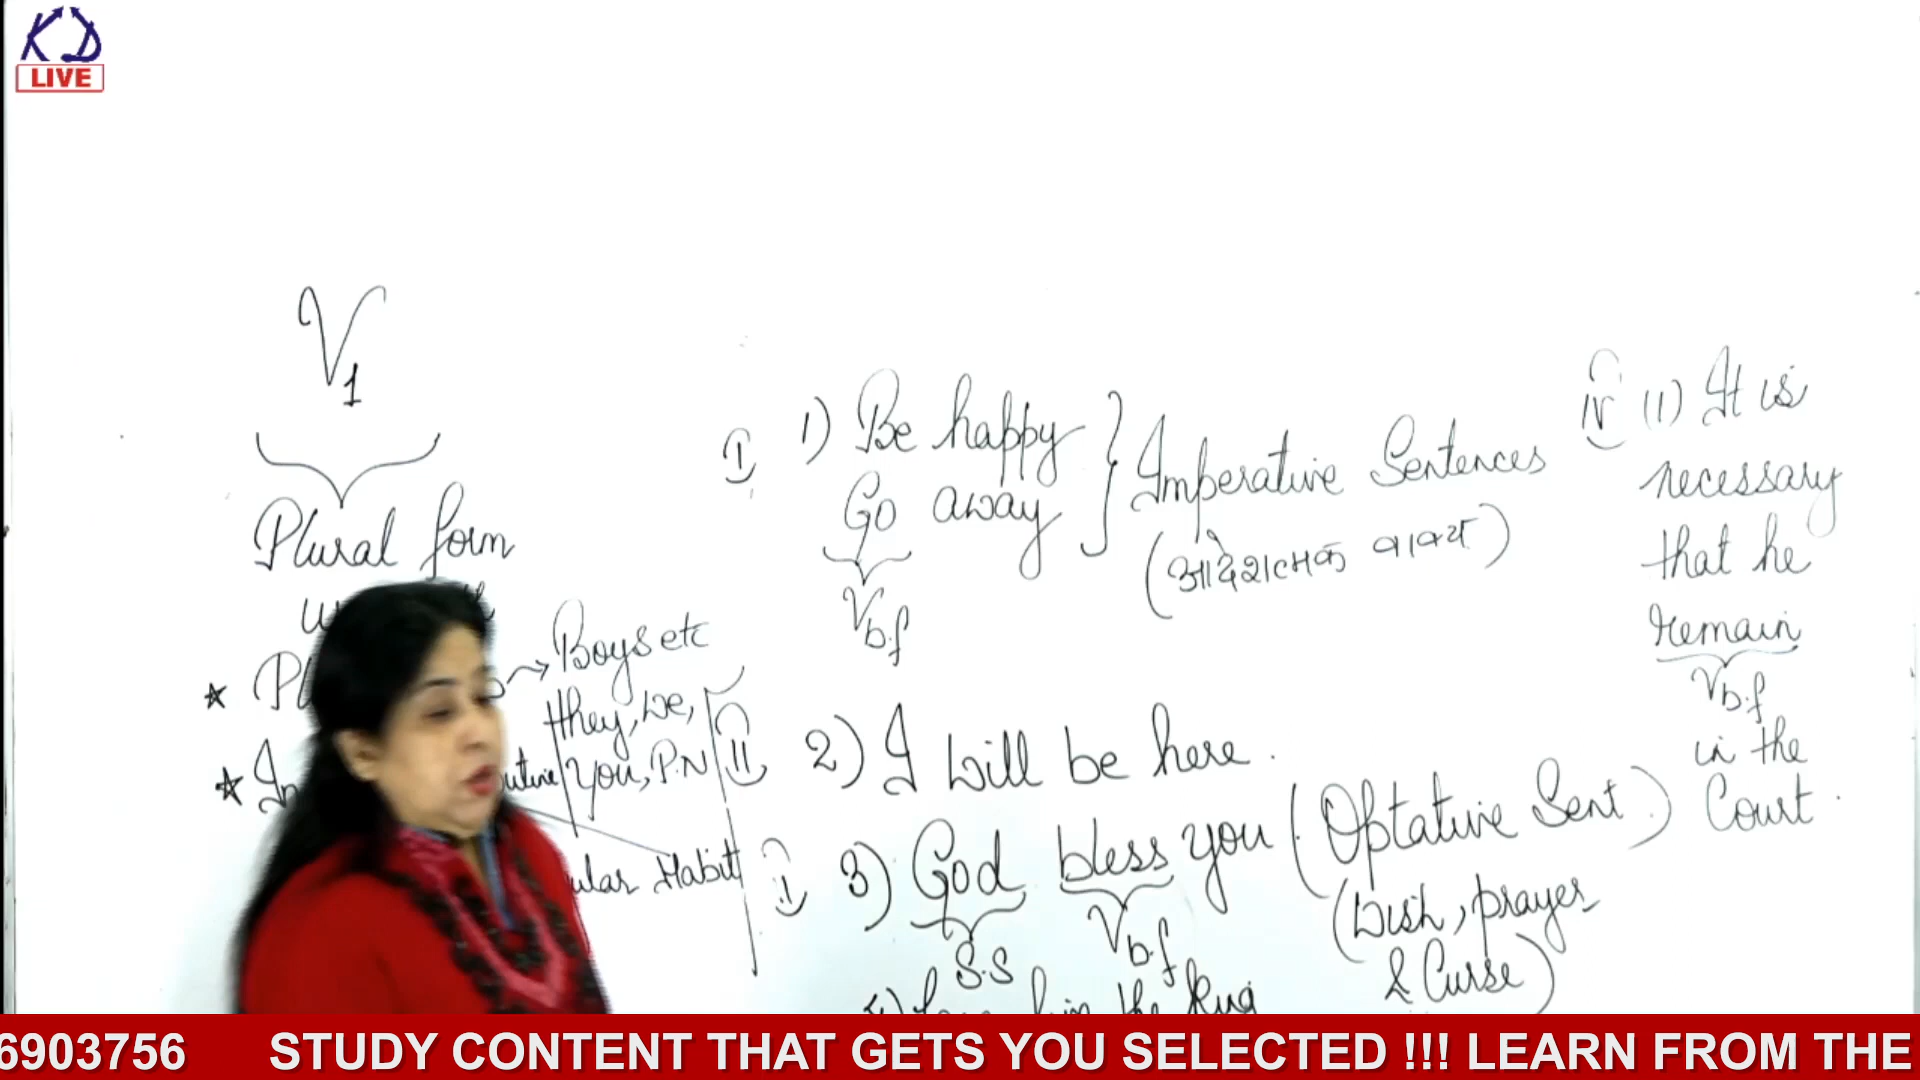 KD
LIVE
V1
Plural form
Boys etc
they, we,
You, P.N
Habit
I 1) Be happy
Go away
Vb.f
Imperative Sentences
(आदेशात्मक वाक्य)
II 2) I will be here.
3) God bless you (Optative Sent.)
S.S Vb.f
(Wish, prayer
& Curse)
the
IV (1) It is
necessary
that he
remain
Vb.f
in the
Court.
6903756 STUDY CONTENT THAT GETS YOU SELECTED !!! LEARN FROM THE